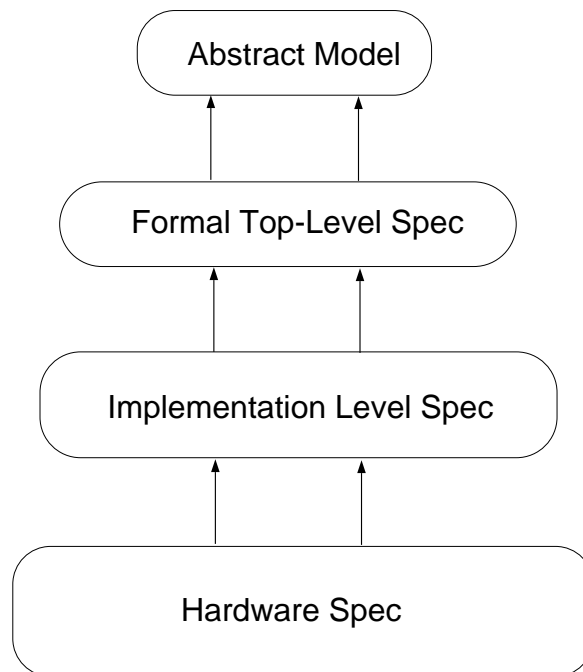 Abstract Model
Formal Top-Level Spec
Implementation Level Spec
Hardware Spec